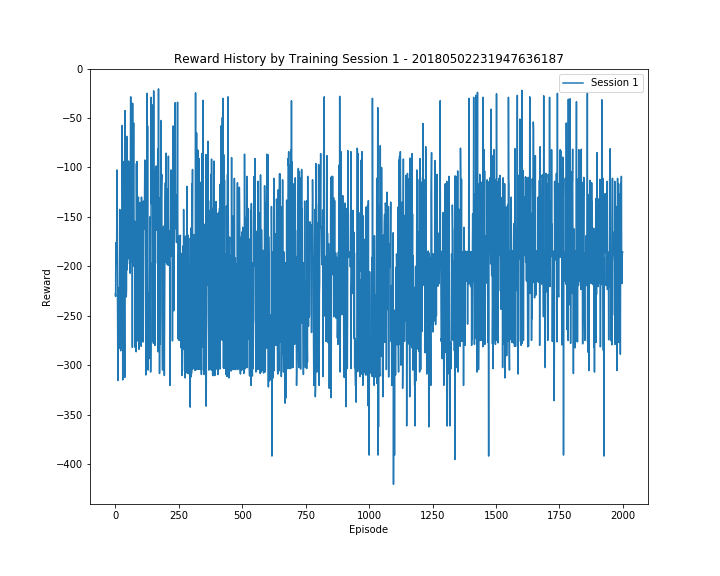 Reward History by Training Session 1 - 20180502231947636187
Session 1
0
−50
−100
−150
−200
−250
−300
−350
−400
Reward
0 250 500 750 1000 1250 1500 1750 2000
Episode